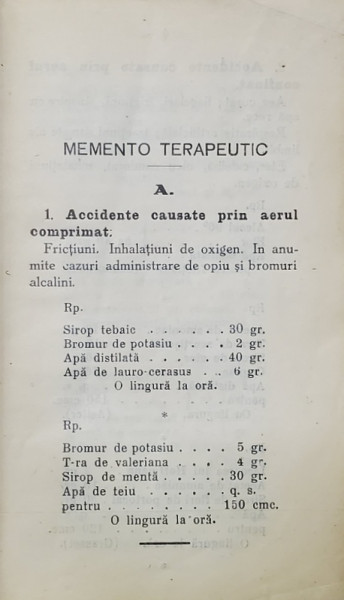 MEMENTO TERAPEUTIC
A.
1. Accidente causate prin aerul
comprimat:
Fricțiuni. Inhalațiuni de oxigen. In anu-
mite cazuri administrare de opiu și bromuri
alcalini.
Rp.
Sirop tebaic . . . . . . 30 gr.
Bromur de potasiu . . . . 2 gr.
Apă distilată . . . . . . 40 gr.
Apă de lauro-cerasus . . . 6 gr.
O lingură la oră.
*
Rp.
Bromur de potasiu . . . . 5 gr.
T-ra de valeriana . . . . 4 gr.
Sirop de mentă . . . . . 30 gr.
Apă de teiu . . . . . . q. s.
pentru . . . . . . . . 150 cmc.
O lingură la oră.